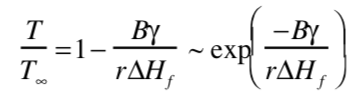 T/T∞ = 1 − Bγ/(rΔH_f) ~ exp(−Bγ/(rΔH_f))